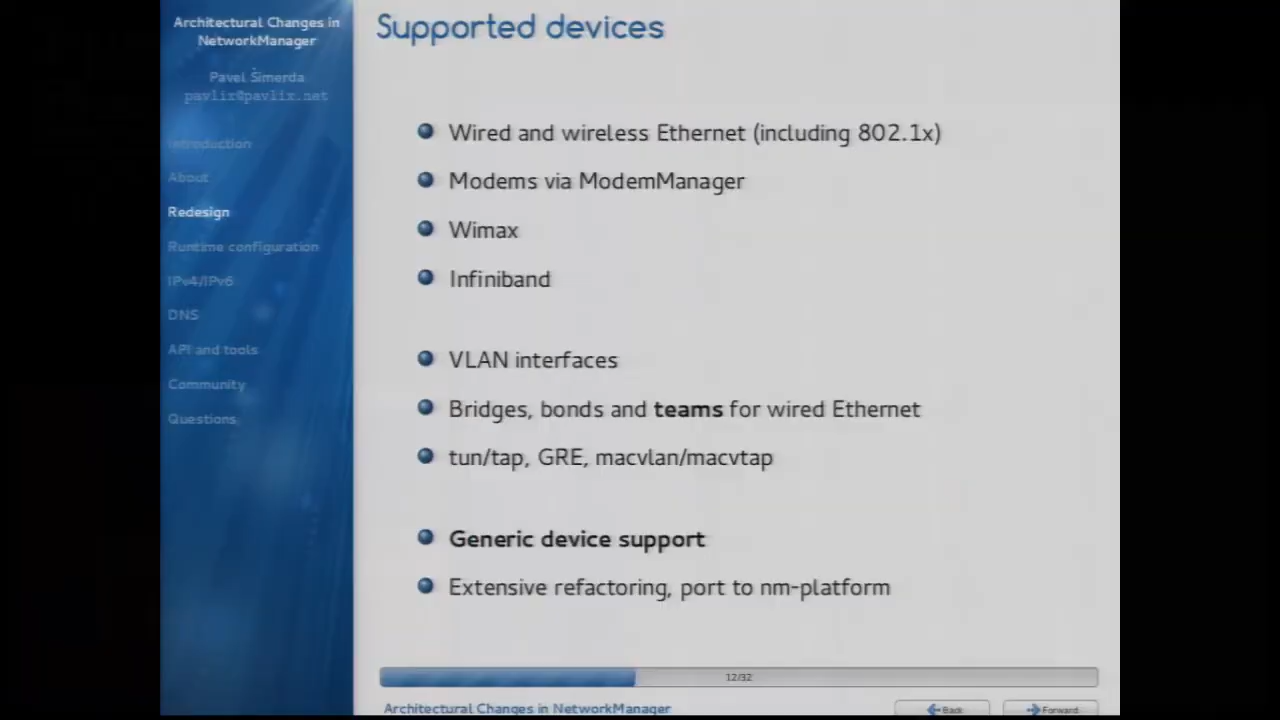 Architectural Changes in
NetworkManager
Pavel Šimerda
pavlix@pavlix.net
Introduction
About
Redesign
Runtime configuration
IPv4/IPv6
DNS
API and tools
Community
Questions
Supported devices
Wired and wireless Ethernet (including 802.1x)
Modems via ModemManager
Wimax
Infiniband
VLAN interfaces
Bridges, bonds and teams for wired Ethernet
tun/tap, GRE, macvlan/macvtap
Generic device support
Extensive refactoring, port to nm-platform
12/32
Architectural Changes in NetworkManager
Back
Forward